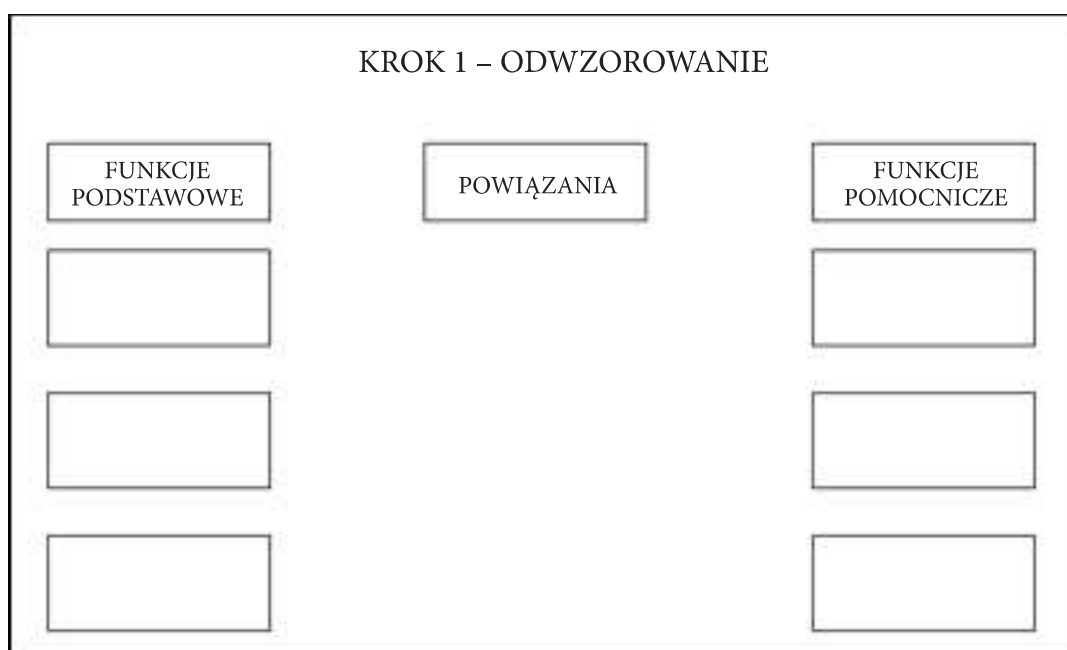 KROK 1 – ODWZOROWANIE
FUNKCJE
PODSTAWOWE
POWIĄZANIA
FUNKCJE
POMOCNICZE